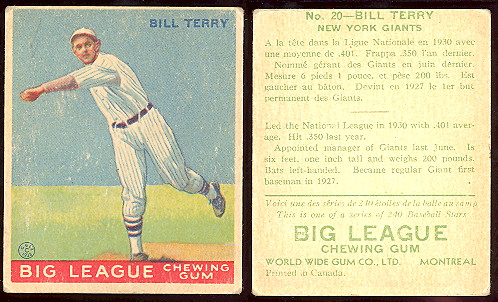 BILL TERRY
BIG LEAGUE CHEWING GUM
No. 20—BILL TERRY
NEW YORK GIANTS
A la tête dans la Ligue Nationale en 1930 avec
une moyenne de .401. Frappa .350 l'an dernier.
Nommé gérant des Giants en juin dernier.
Mesure 6 pieds 1 pouce, et pèse 200 lbs. Est
gaucher au bâton. Devint en 1927 le 1er but
permanent des Giants.
Led the National League in 1930 with .401 aver-
age. Hit .350 last year.
Appointed manager of Giants last June. Is
six feet, one inch tall and weighs 200 pounds.
Bats left-handed. Became regular Giant first
baseman in 1927.
Voici une des séries de 240 étoiles de la balle au camp
This is one of a series of 240 Baseball Stars
BIG LEAGUE
CHEWING GUM
WORLD WIDE GUM CO., LTD. MONTREAL
Printed in Canada.